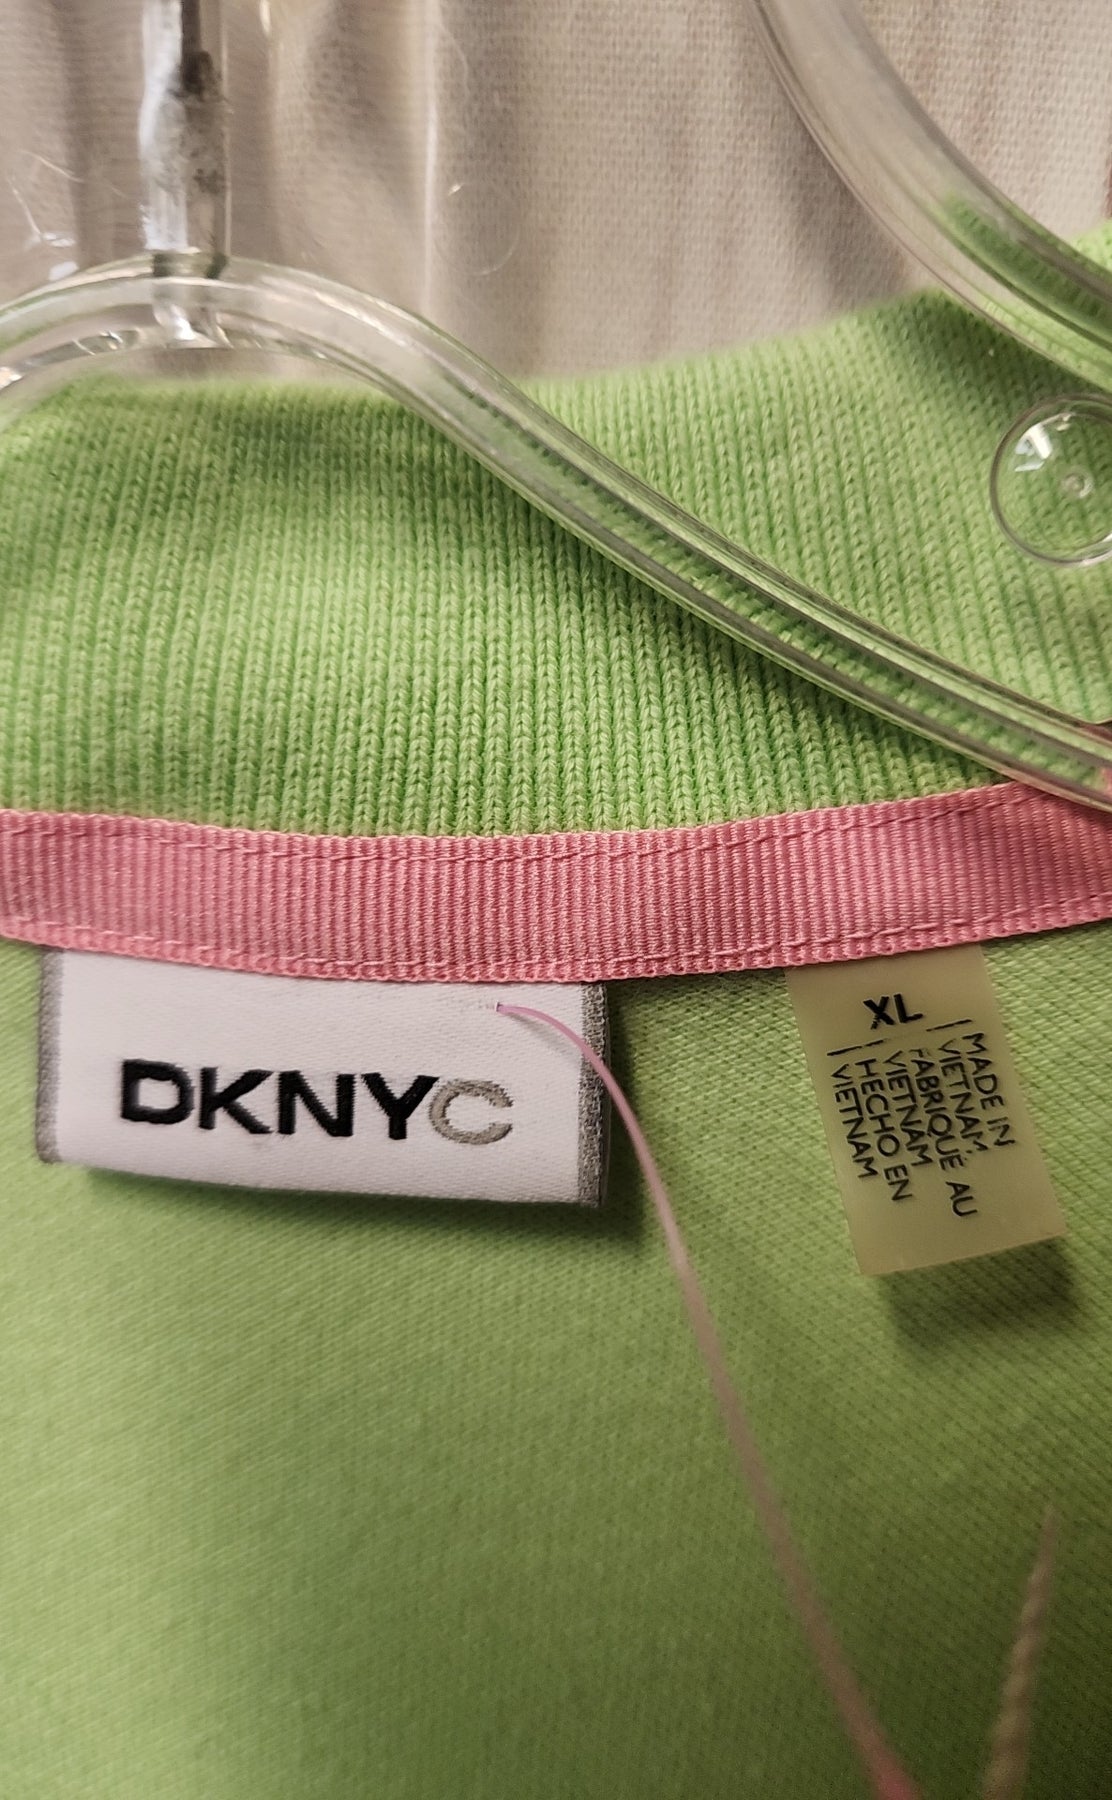 DKNYC
XL
MADE IN
VIETNAM
FABRIQUÉ AU
VIETNAM
HECHO EN
VIETNAM